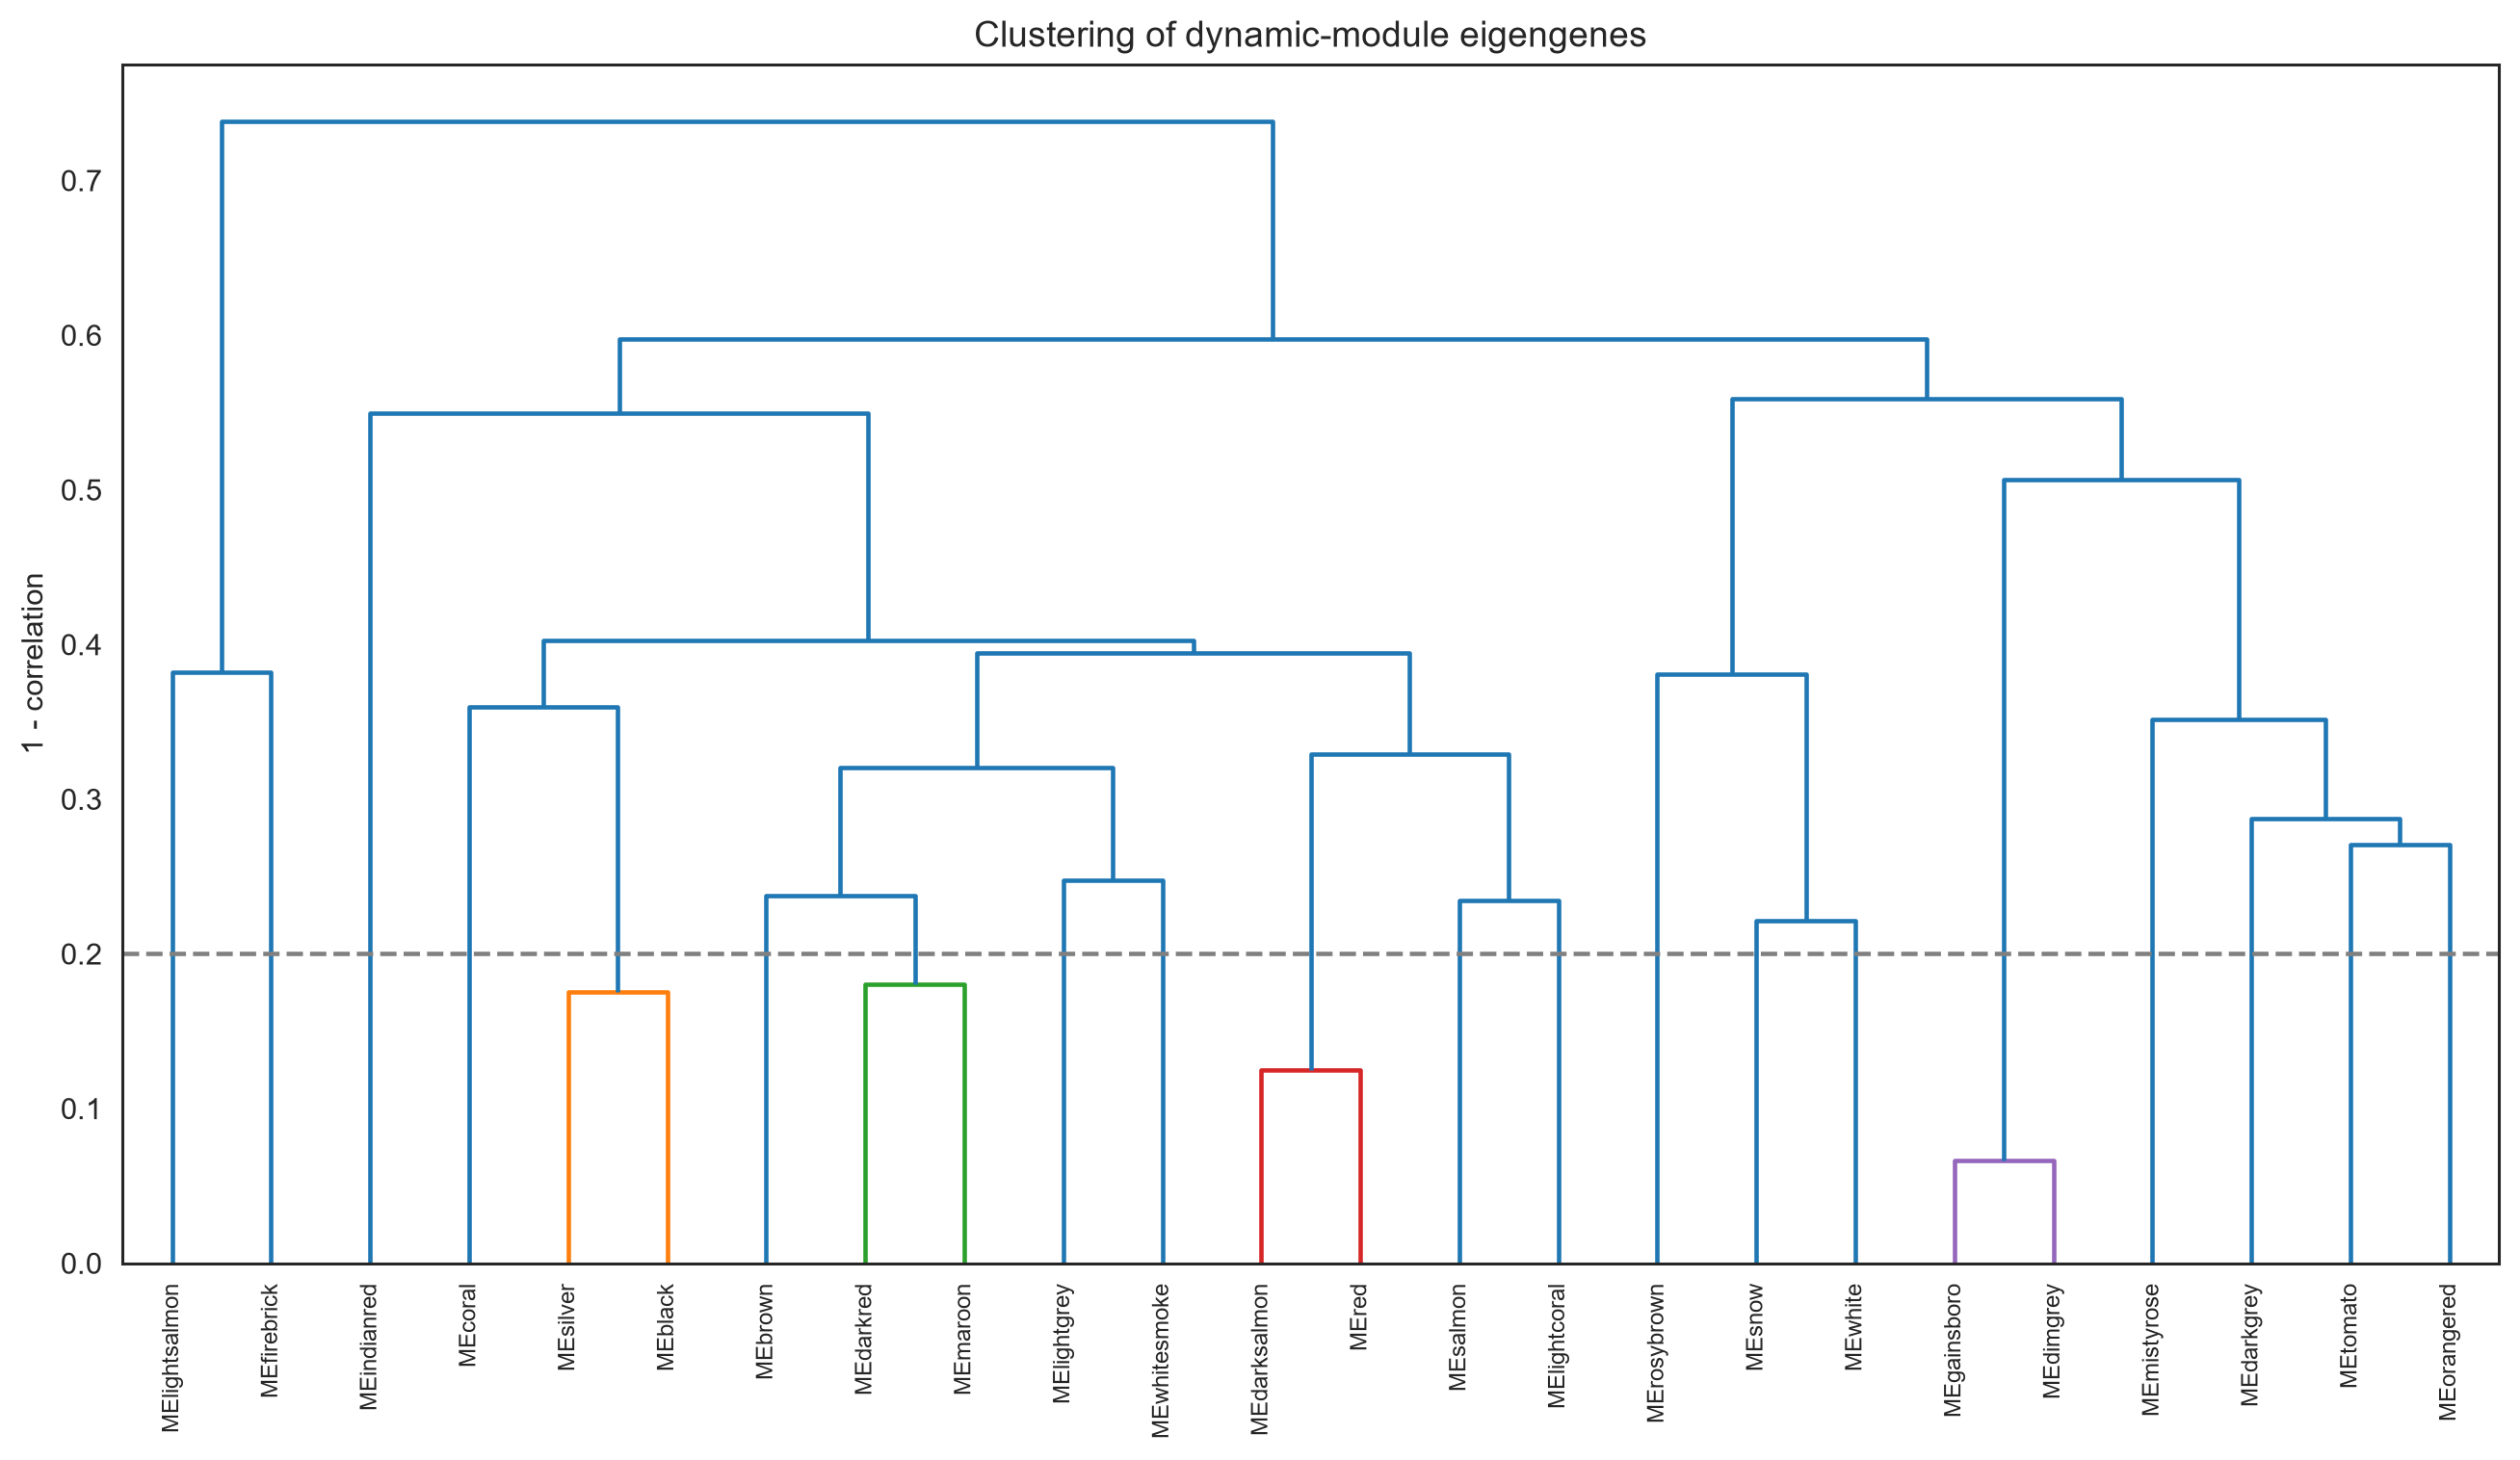 Clustering of dynamic-module eigengenes
1 - correlation
0.7
0.6
0.5
0.4
0.3
0.2
0.1
0.0
MElightsalmon
MEfirebrick
MEindianred
MEcoral
MEsilver
MEblack
MEbrown
MEdarkred
MEmaroon
MElightgrey
MEwhitesmoke
MEdarksalmon
MEred
MEsalmon
MElightcoral
MErosybrown
MEsnow
MEwhite
MEgainsboro
MEdimgrey
MEmistyrose
MEdarkgrey
MEtomato
MEorangered